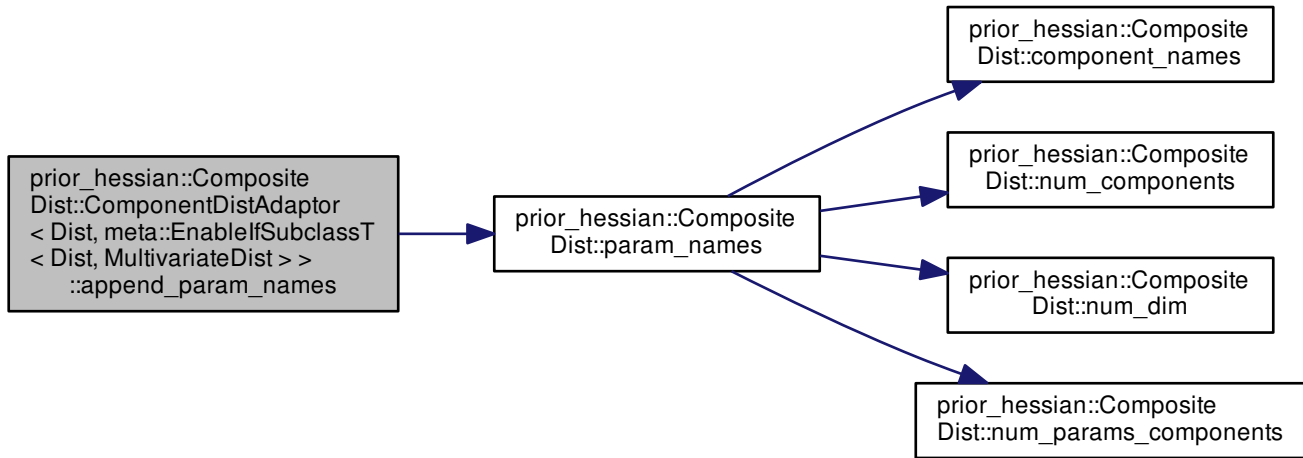 prior_hessian::Composite
Dist::ComponentDistAdaptor
< Dist, meta::EnableIfSubclassT
< Dist, MultivariateDist > >
::append_param_names
prior_hessian::Composite
Dist::param_names
prior_hessian::Composite
Dist::component_names
prior_hessian::Composite
Dist::num_components
prior_hessian::Composite
Dist::num_dim
prior_hessian::Composite
Dist::num_params_components